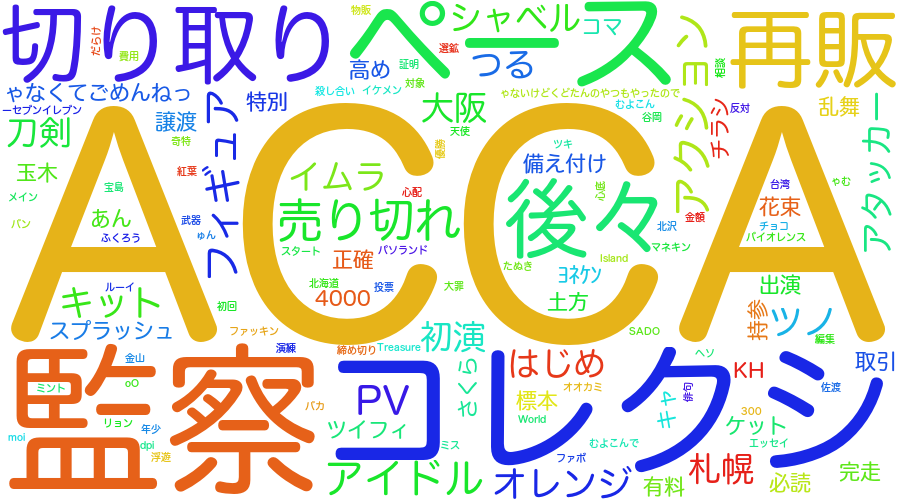 切り取り
だらけ
費用
物販
ペース
シャベル
コマ
つる
選鉱
高め
証明
対象
殺し合い
イケメン
アクション
相談
再販
ゃなくてごめんねっ
ーセブンイレブン
刀剣
譲渡
奇特
フィギュア
特別
大阪
天使
ゃないけどくどたんのやつもやったので
むよこん
谷岡
チラシ
反対
乱舞
アタッカー
玉木
メイン
宝島
紅葉
バン
あん
ふくろう
武器
ゅん
ACCA
イムラ
心配
売り切れ
スタート
正確
パソランド
北海道
4000
投票
大罪
ツキ
備え付け
後々
たぬき
ヨネケン
Island
土方
北沢
金額
マネキン
台湾
花束
チョコ
バイオレンス
ゃむ
出演
キット
ルーイ
スプラッシュ
初回
ファッキン
演練
締め切り
Treasure
初演
SADO
持参
ツノ
編集
監察
金山
ミント
oO
リョン
年少
moi
dpi
浮遊
バカ
コレクション
PV
さくら
ツイフィ
ミス
アイドル
はじめ
標本
オオカミ
World
むよこんで
ファボ
オレンジ
ヘソ
KH
俳句
キャ
佐渡
取引
300
ケット
エッセイ
札幌
有料
必読
完走